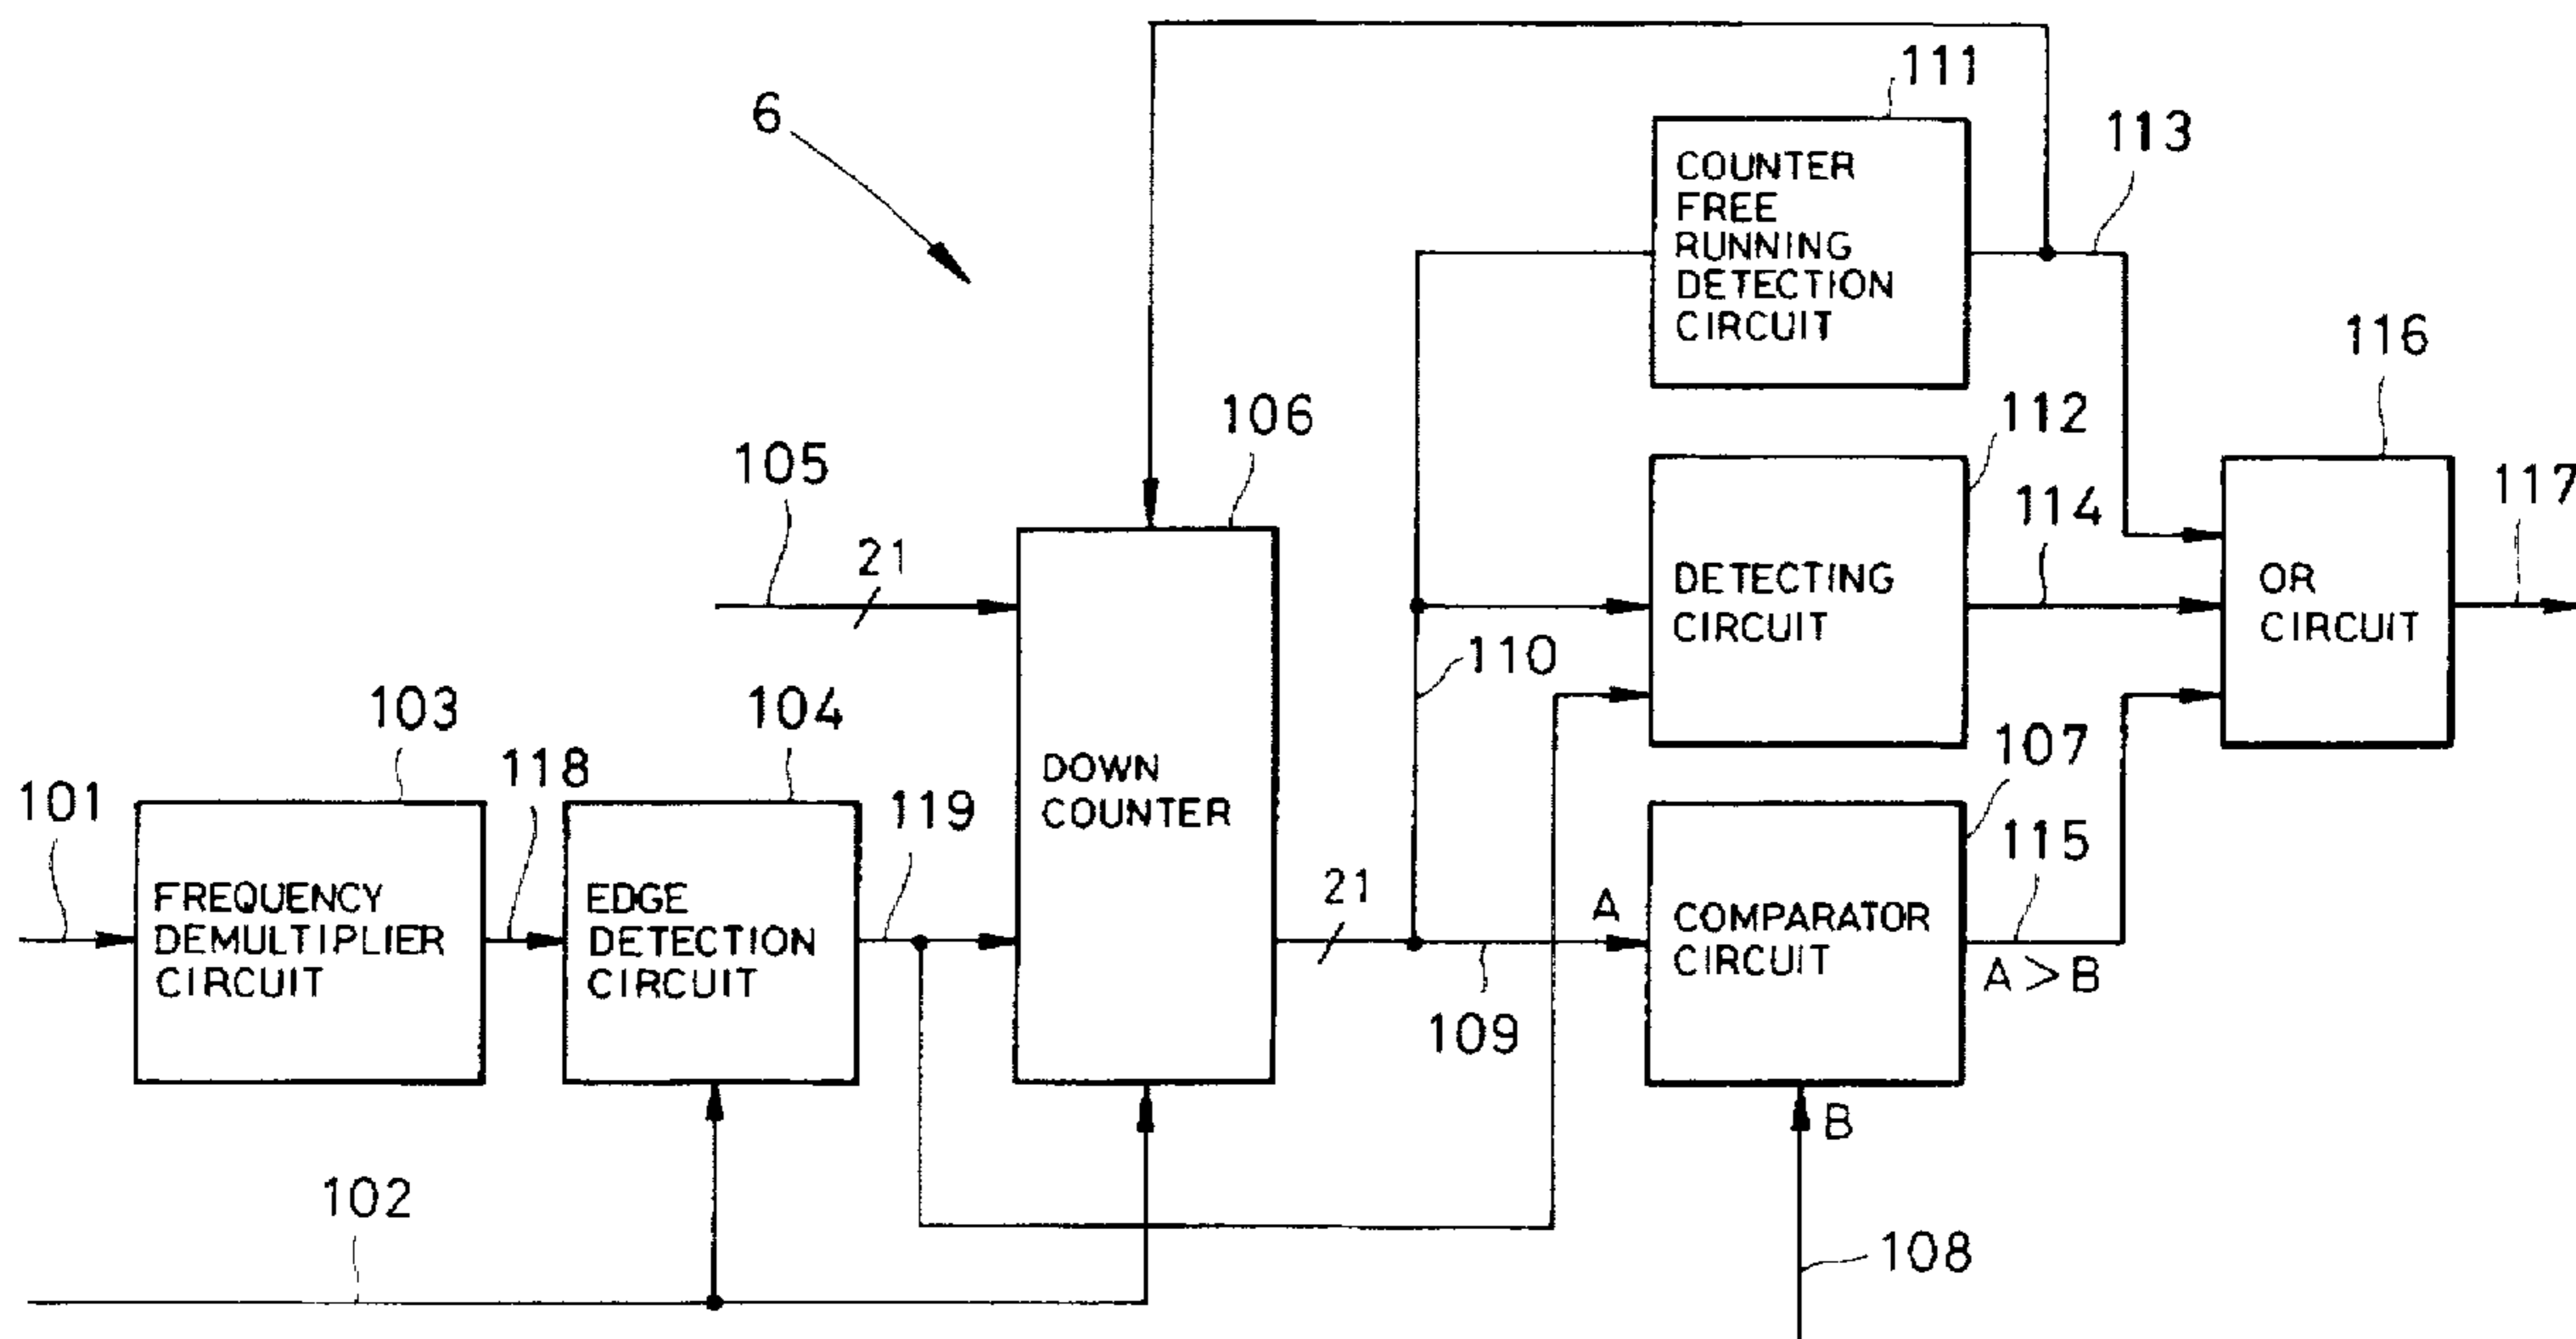 6
111
COUNTER
FREE
RUNNING
DETECTION
CIRCUIT
113
116
106
112
105
21
114
117
DETECTING
CIRCUIT
OR
CIRCUIT
110
103
104
107
118
119
101
DOWN
COUNTER
115
21
FREQUENCY
DEMULTIPLIER
CIRCUIT
EDGE
DETECTION
CIRCUIT
A
COMPARATOR
CIRCUIT
A > B
109
B
102
108